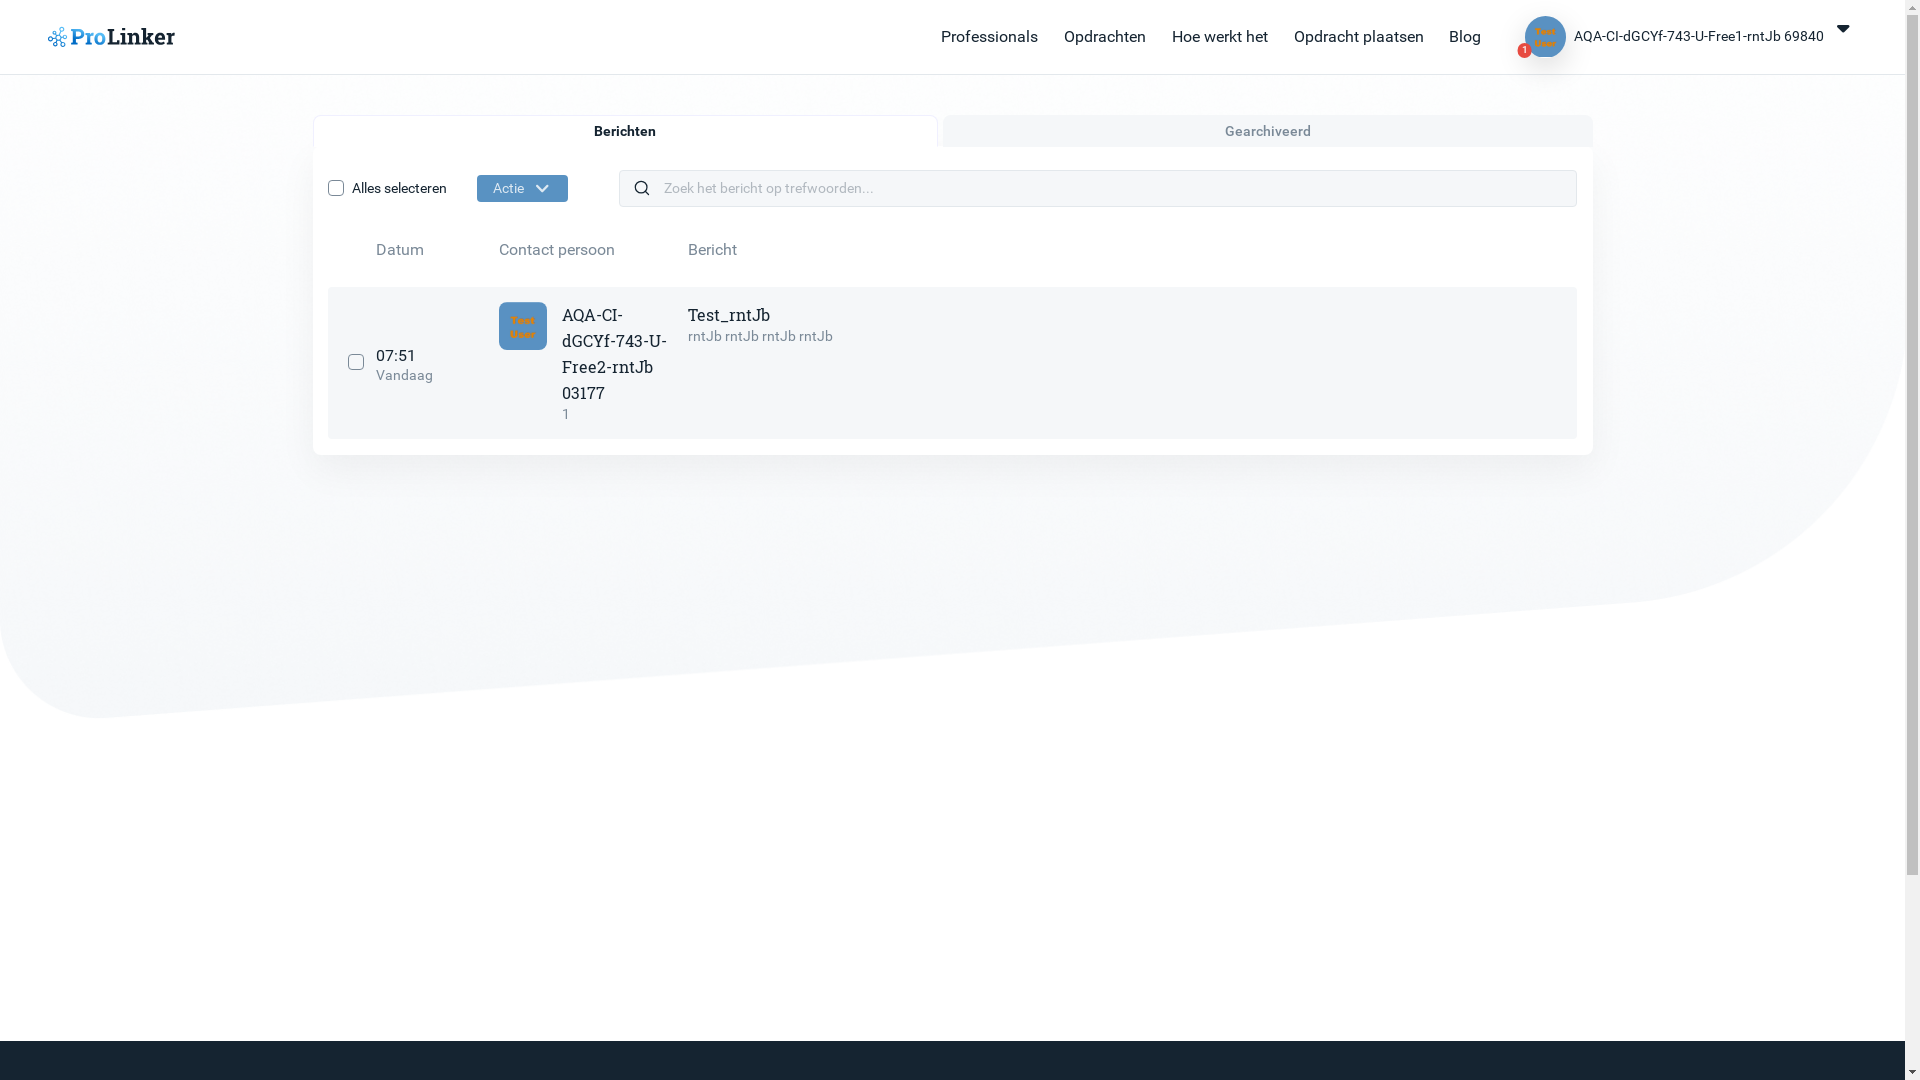 ProLinker
Professionals
Opdrachten
Hoe werkt het
Opdracht plaatsen
Blog
Test
User
1
AQA-CI-dGCYf-743-U-Free1-rntJb 69840
Berichten
Gearchiveerd
Alles selecteren
Actie
Zoek het bericht op trefwoorden...
Datum
Contact persoon
Bericht
07:51
Vandaag
Test
User
AQA-CI-
dGCYf-743-U-
Free2-rntJb
03177
1
Test_rntJb
rntJb rntJb rntJb rntJb